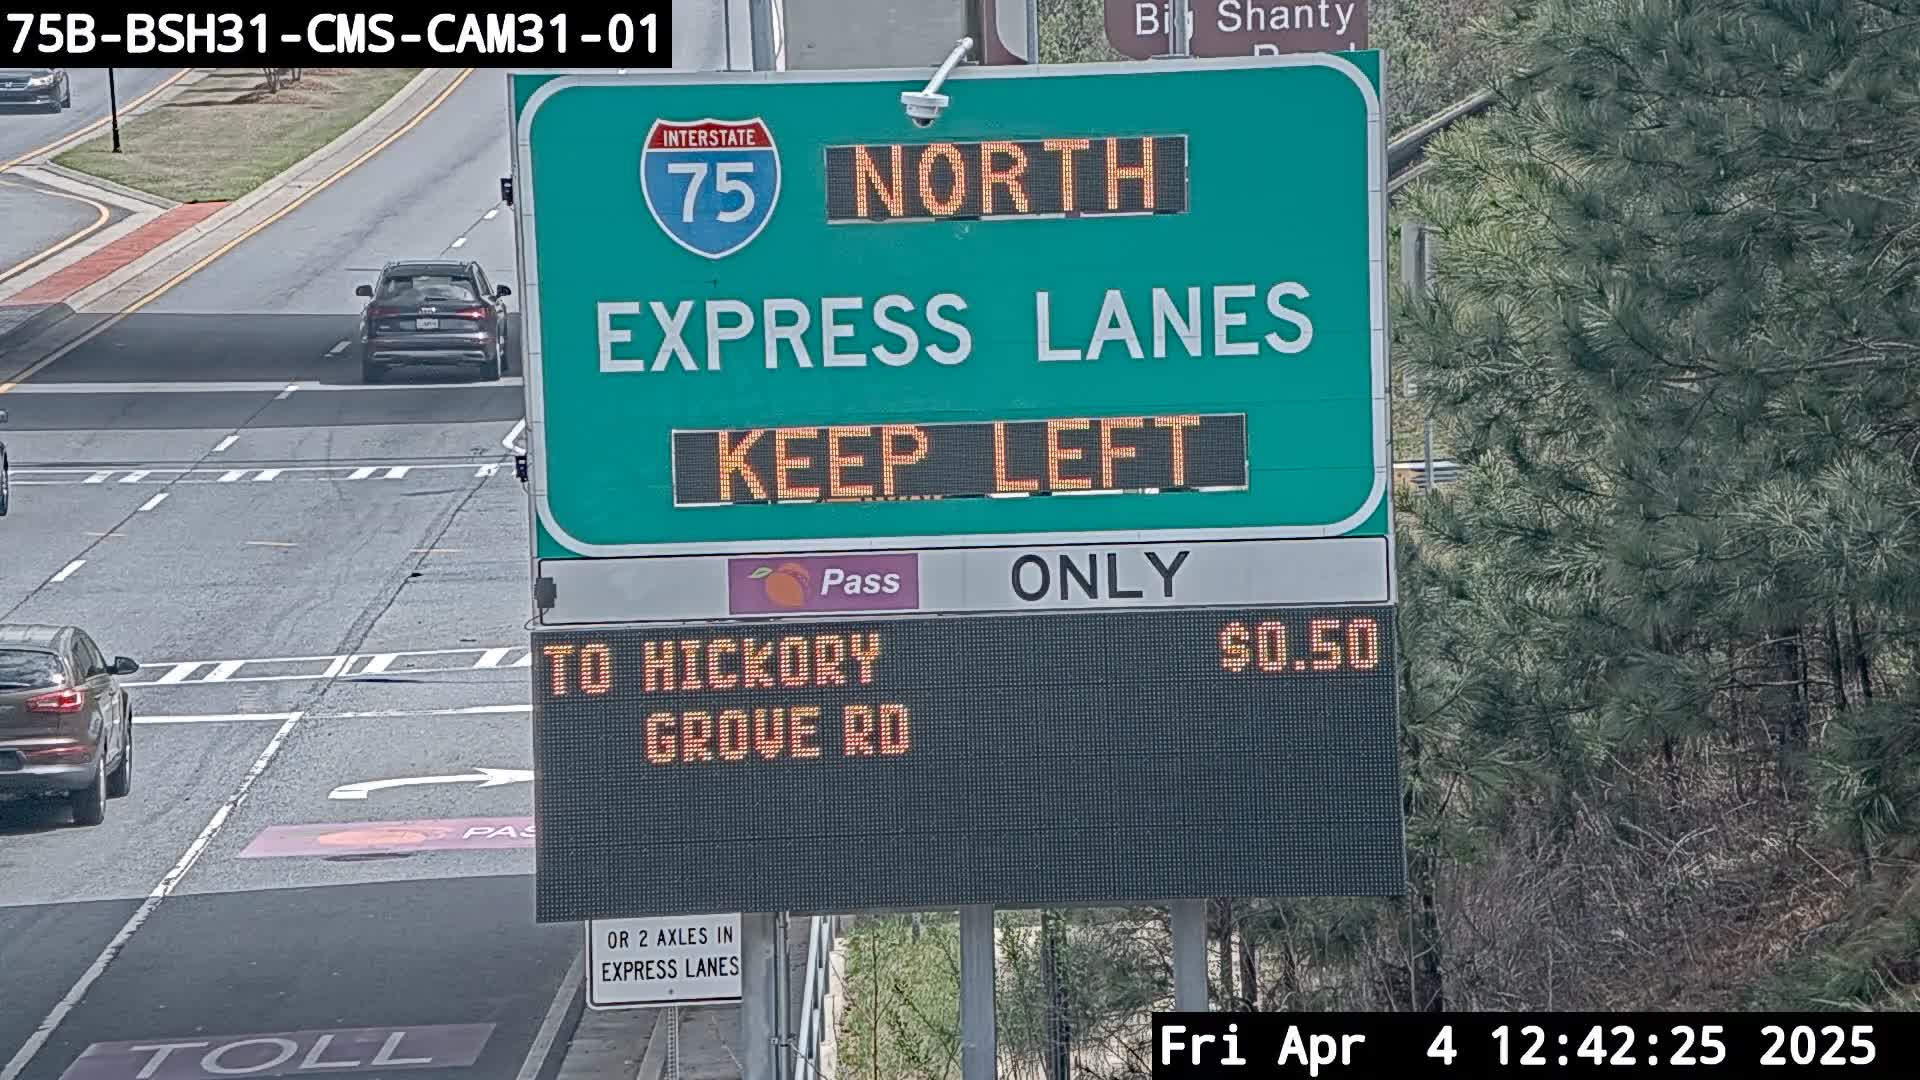 75B-BSH31-CMS-CAM31-01
Big Shanty
INTERSTATE
75
NORTH
EXPRESS LANES
KEEP LEFT
Pass ONLY
TO HICKORY $0.50
GROVE RD
OR 2 AXLES IN
EXPRESS LANES
TOLL
Fri Apr 4 12:42:25 2025